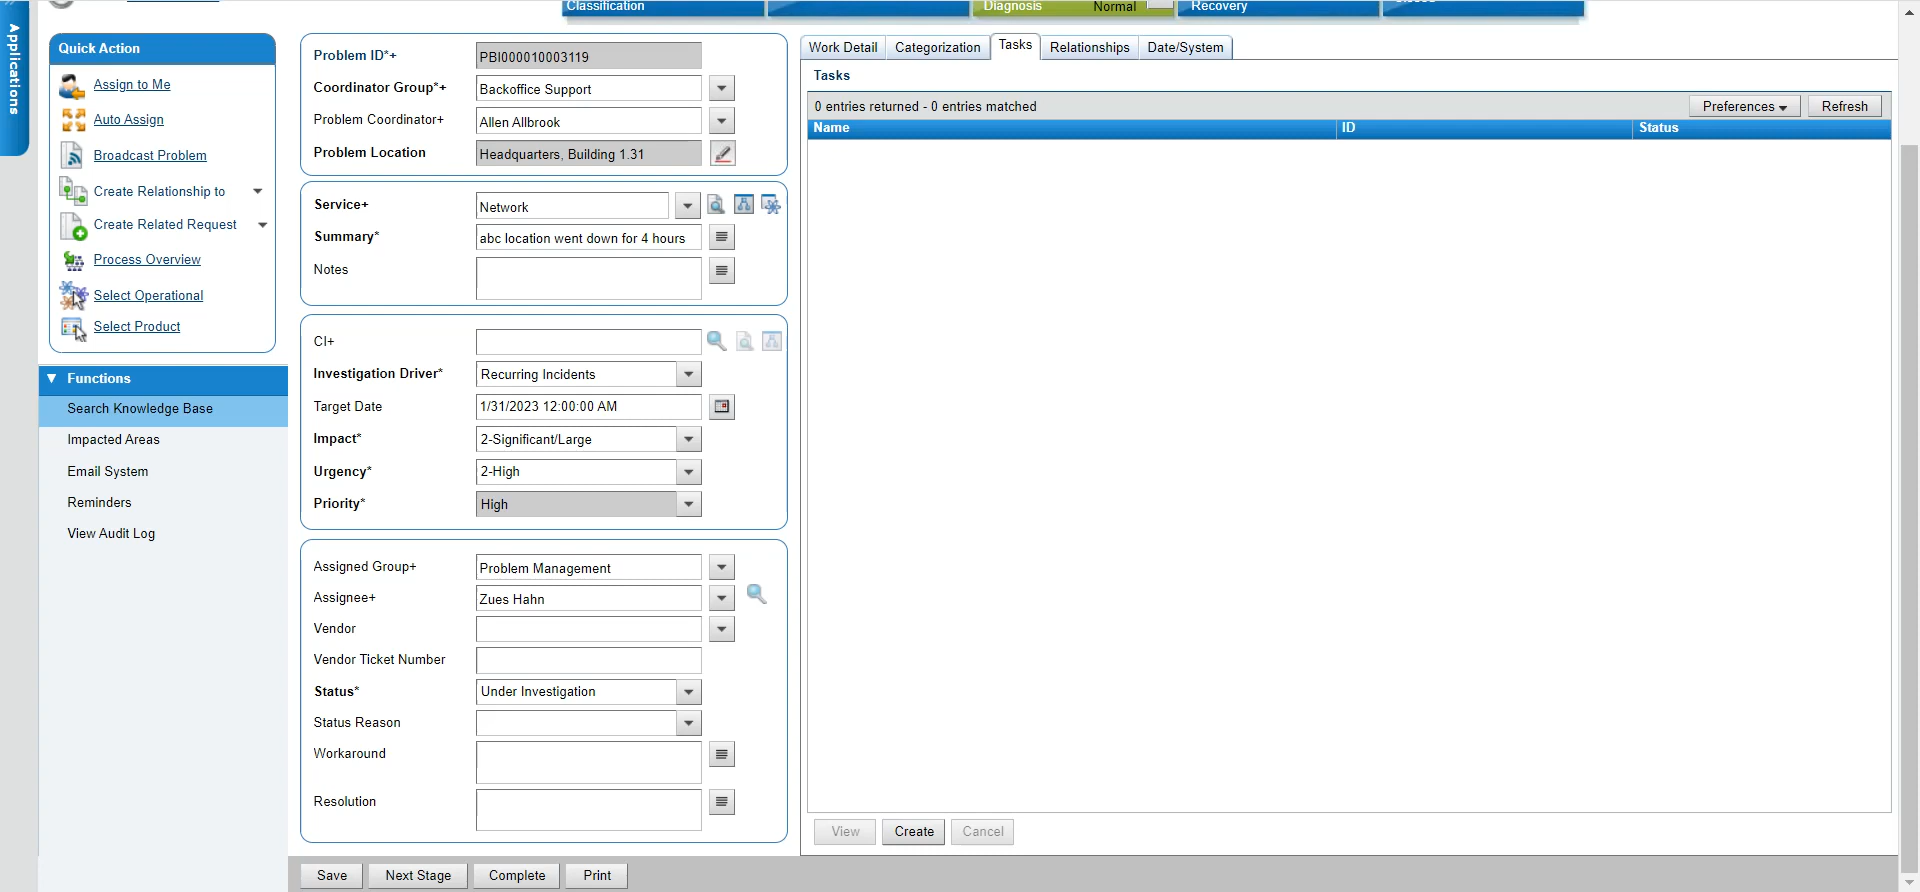 Classification
Diagnosis
Normal
Recovery
Applications
Quick Action
Assign to Me
Auto Assign
Broadcast Problem
Create Relationship to
Create Related Request
Process Overview
Select Operational
Select Product
Functions
Search Knowledge Base
Impacted Areas
Email System
Reminders
View Audit Log
Problem ID*+ PBI000010003119
Coordinator Group*+ Backoffice Support
Problem Coordinator+ Allen Allbrook
Problem Location Headquarters, Building 1.31
Service+ Network
Summary* abc location went down for 4 hours
Notes
CI+
Investigation Driver* Recurring Incidents
Target Date 1/31/2023 12:00:00 AM
Impact* 2-Significant/Large
Urgency* 2-High
Priority* High
Assigned Group+ Problem Management
Assignee+ Zues Hahn
Vendor
Vendor Ticket Number
Status* Under Investigation
Status Reason
Workaround
Resolution
Work Detail Categorization Tasks Relationships Date/System
Tasks
0 entries returned - 0 entries matched Preferences Refresh
Name ID Status
View Create Cancel
Save Next Stage Complete Print